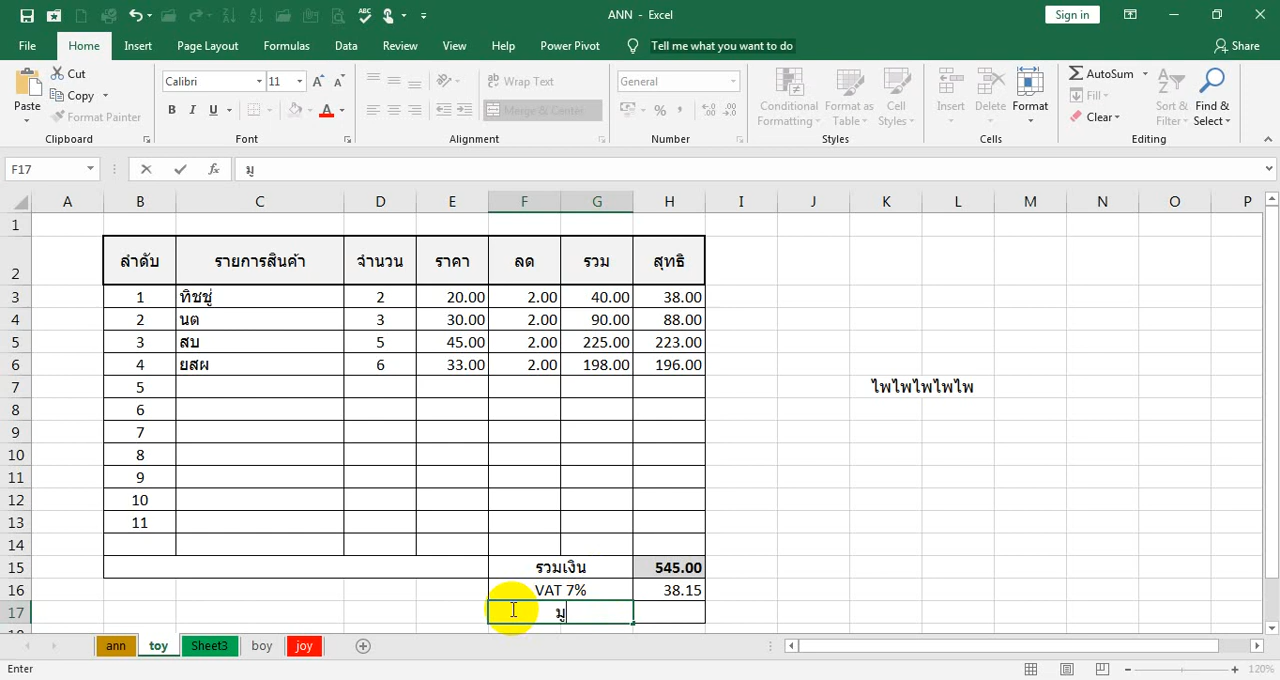 ANN - Excel
Sign in
File Home Insert Page Layout Formulas Data Review View Help Power Pivot Tell me what you want to do Share
Paste Cut Copy Format Painter Clipboard
Calibri 11 B I U A Font
Wrap Text Merge & Center Alignment
General % , Number
Conditional Formatting Format as Table Cell Styles Styles
Insert Delete Format Cells
AutoSum Fill Clear Sort & Filter Find & Select Editing
F17 fx มู
A B C D E F G H I J K L M N O P
1
2 ลำดับ รายการสินค้า จำนวน ราคา ลด รวม สุทธิ
3 1 ทิชชู่ 2 20.00 2.00 40.00 38.00
4 2 นต 3 30.00 2.00 90.00 88.00
5 3 สบ 5 45.00 2.00 225.00 223.00
6 4 ยสผ 6 33.00 2.00 198.00 196.00
7 5 ไพไพไพไพไพ
8 6
9 7
10 8
11 9
12 10
13 11
14
15 รวมเงิน 545.00
16 VAT 7% 38.15
17 มู
ann toy Sheet3 boy joy
Enter 120%